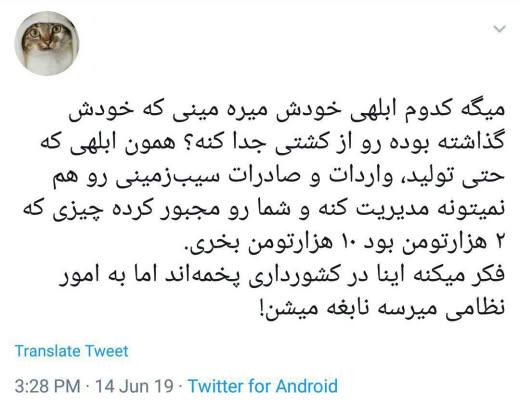 میگه کدوم ابلهی خودش میره مینی که خودش
گذاشته بوده رو از کشتی جدا کنه؟ همون ابلهی که
حتی تولید، واردات و صادرات سیب‌زمینی رو هم
نمیتونه مدیریت کنه و شما رو مجبور کرده چیزی که
۲ هزارتومن بود ۱۰ هزارتومن بخری.
فکر میکنه اینا در کشورداری پخمه‌اند اما به امور
نظامی میرسه نابغه میشن!
Translate Tweet
3:28 PM · 14 Jun 19 · Twitter for Android